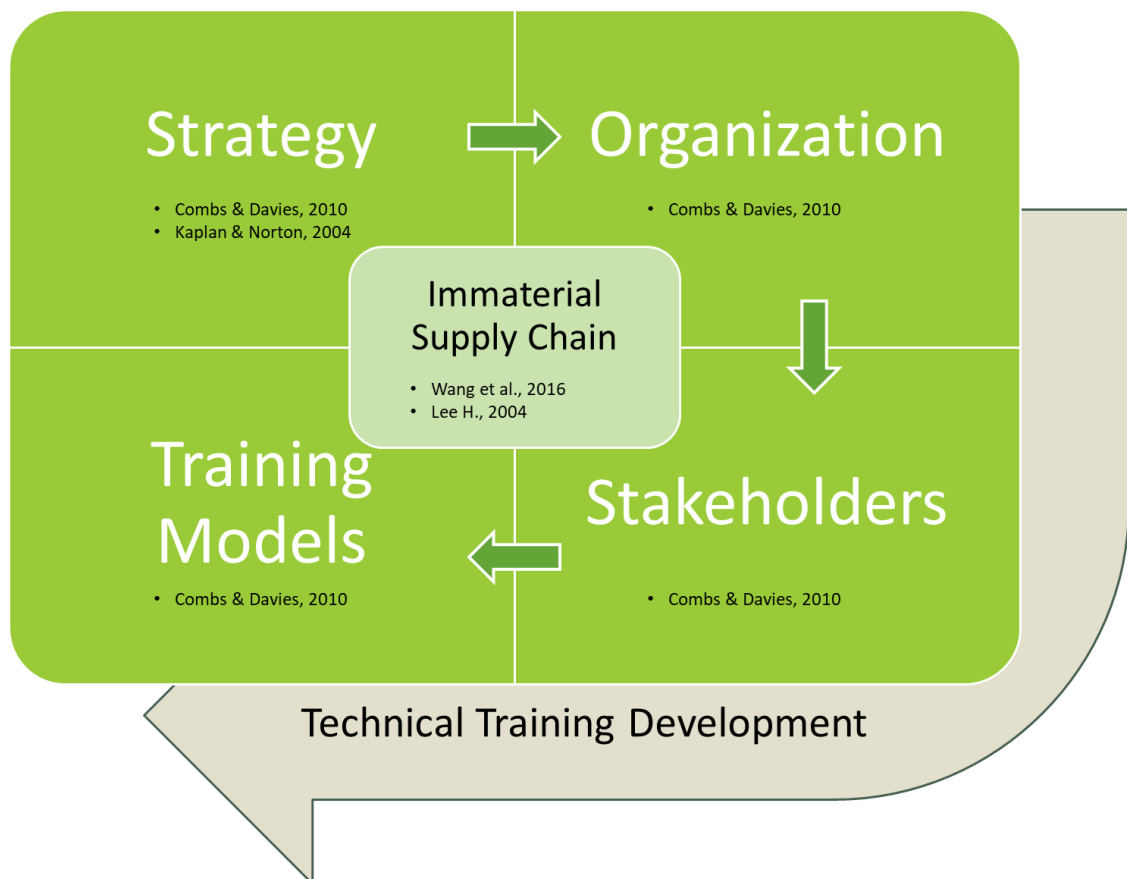 Strategy
• Combs & Davies, 2010
• Kaplan & Norton, 2004
Organization
• Combs & Davies, 2010
Immaterial
Supply Chain
• Wang et al., 2016
• Lee H., 2004
Training
Models
• Combs & Davies, 2010
Stakeholders
• Combs & Davies, 2010
Technical Training Development